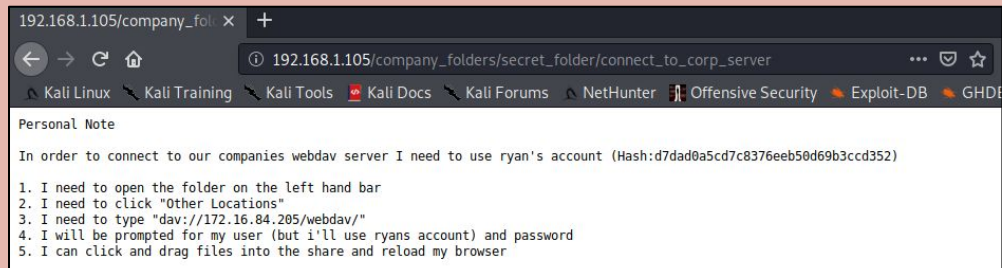 192.168.1.105/company_fol
192.168.1.105/company_folders/secret_folder/connect_to_corp_server
Kali Linux Kali Training Kali Tools Kali Docs Kali Forums NetHunter Offensive Security Exploit-DB GHDB
Personal Note
In order to connect to our companies webdav server I need to use ryan's account (Hash:d7dad0a5cd7c8376eeb50d69b3ccd352)
1. I need to open the folder on the left hand bar
2. I need to click "Other Locations"
3. I need to type "dav://172.16.84.205/webdav/"
4. I will be prompted for my user (but i'll use ryans account) and password
5. I can click and drag files into the share and reload my browser